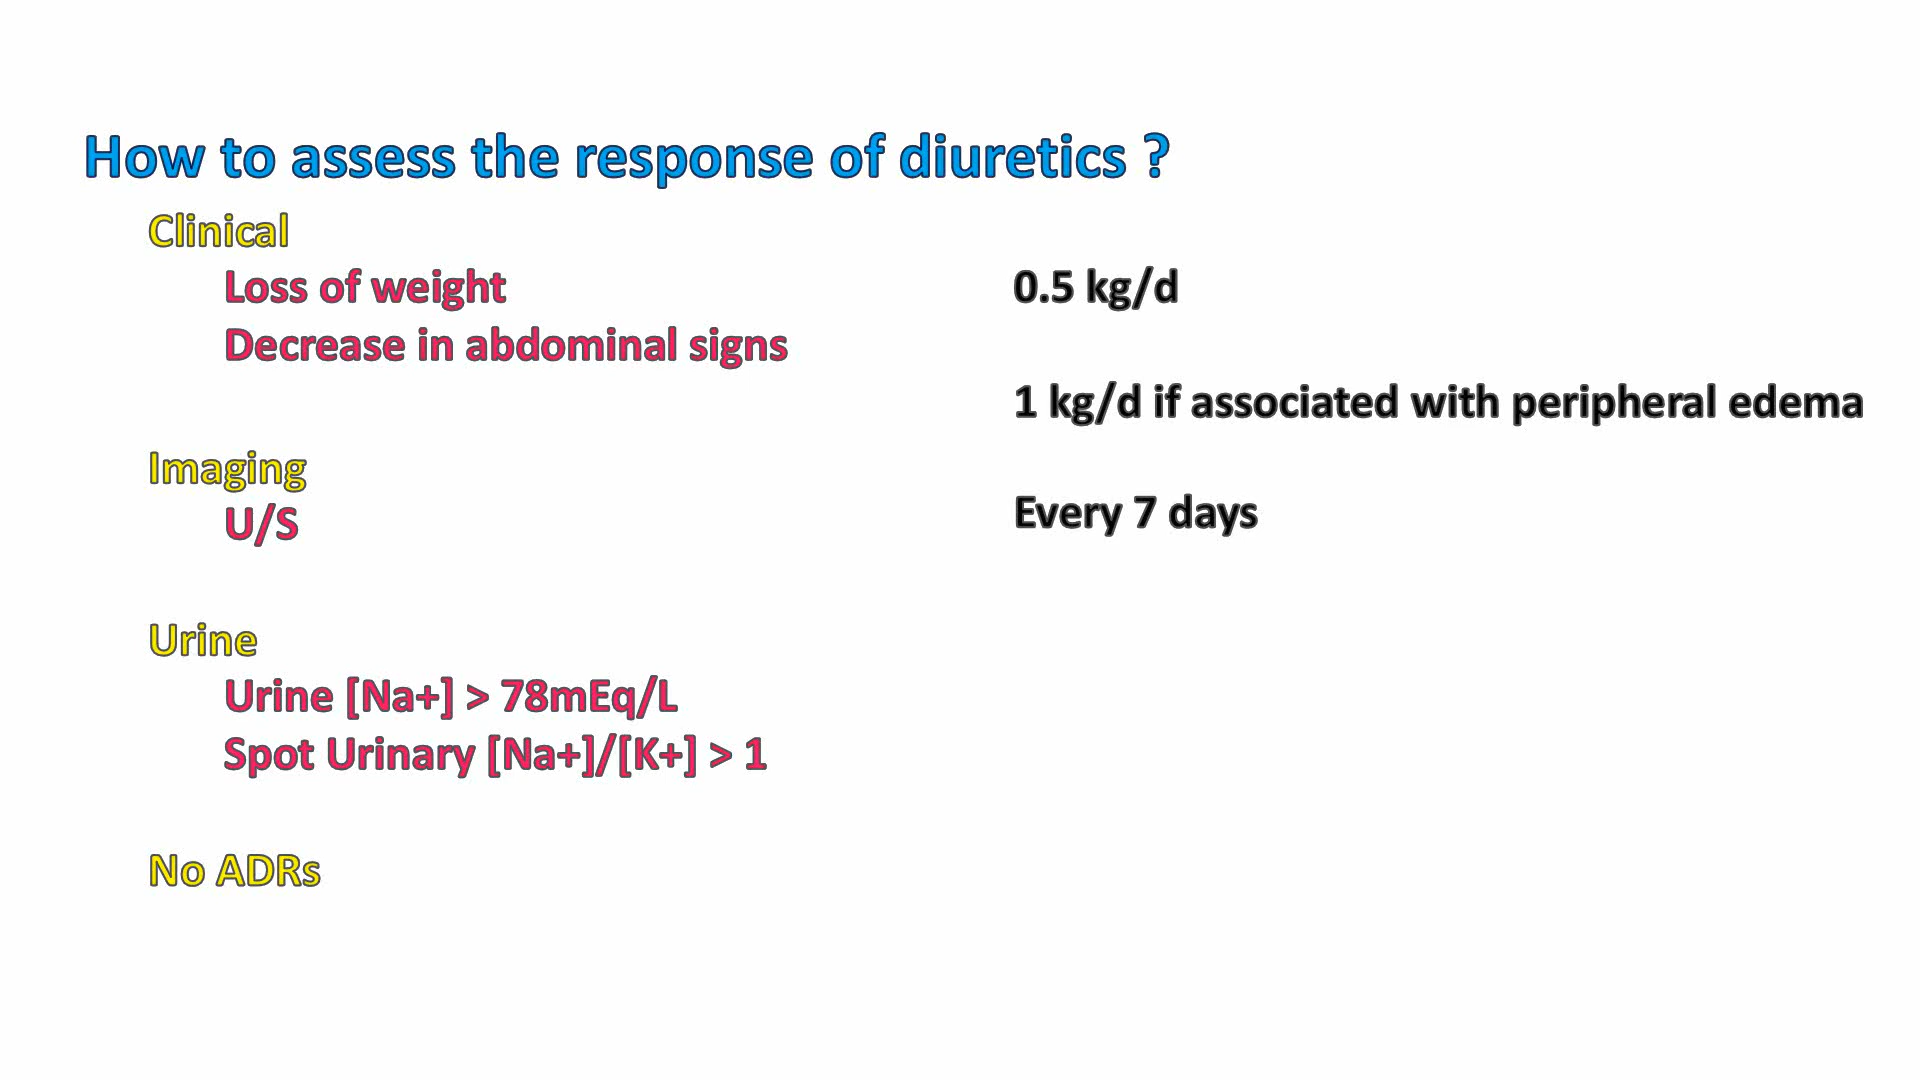 How to assess the response of diuretics ?
Clinical
Loss of weight
0.5 kg/d
Decrease in abdominal signs
1 kg/d if associated with peripheral edema
Imaging
U/S
Every 7 days
Urine
Urine [Na+] > 78mEq/L
Spot Urinary [Na+]/[K+] > 1
No ADRs